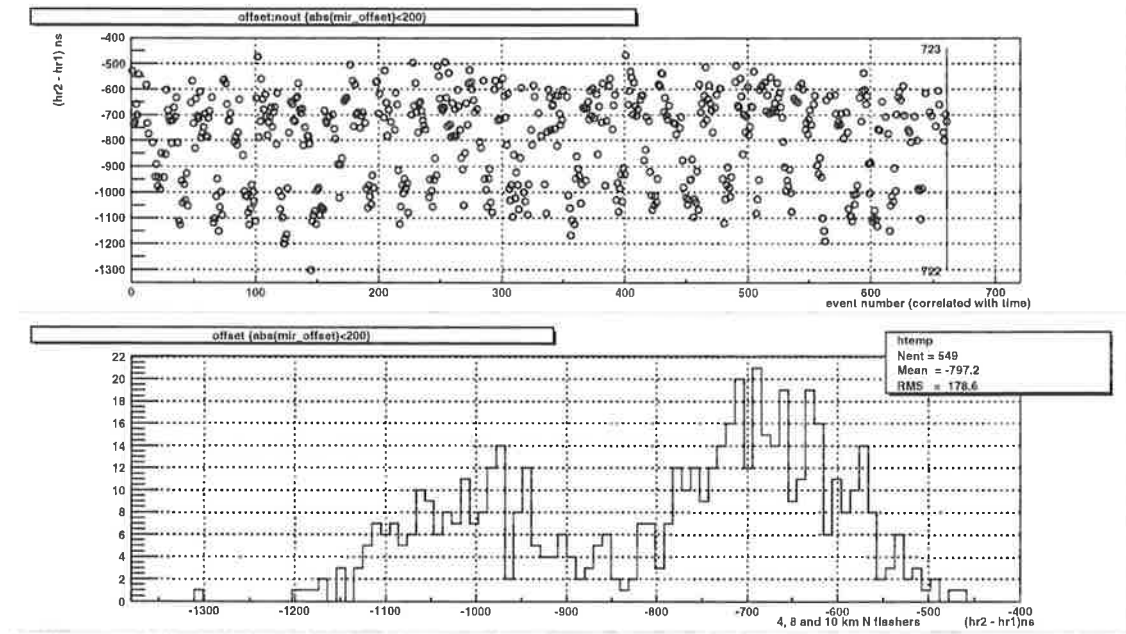 offset:nout {abs(mir_offset)<200}
(hr2 - hr1) ns
-400
-500
-600
-700
-800
-900
-1000
-1100
-1200
-1300
723
722
0 100 200 300 400 500 600 700
event number (correlated with time)
offset {abs(mir_offset)<200}
htemp
Nent = 549
Mean = -797.2
RMS = 178.6
22
20
18
16
14
12
10
8
6
4
2
0
-1300 -1200 -1100 -1000 -900 -800 -700 -600 -500 -400
4, 8 and 10 km N flashers (hr2 - hr1)ns